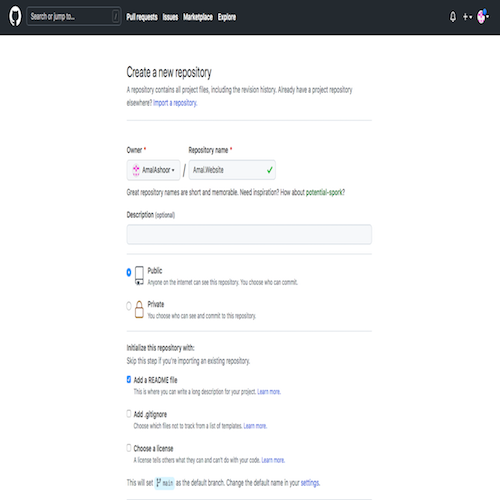 Search or jump to... /
Pull requests Issues Marketplace Explore
Create a new repository
A repository contains all project files, including the revision history. Already have a project repository
elsewhere? Import a repository.
Owner * Repository name *
AmalAshoor / Amal.Website
Great repository names are short and memorable. Need inspiration? How about potential-spork?
Description (optional)
Public
Anyone on the internet can see this repository. You choose who can commit.
Private
You choose who can see and commit to this repository.
Initialize this repository with:
Skip this step if you're importing an existing repository.
Add a README file
This is where you can write a long description for your project. Learn more.
Add .gitignore
Choose which files not to track from a list of templates. Learn more.
Choose a license
A license tells others what they can and can't do with your code. Learn more.
This will set main as the default branch. Change the default name in your settings.